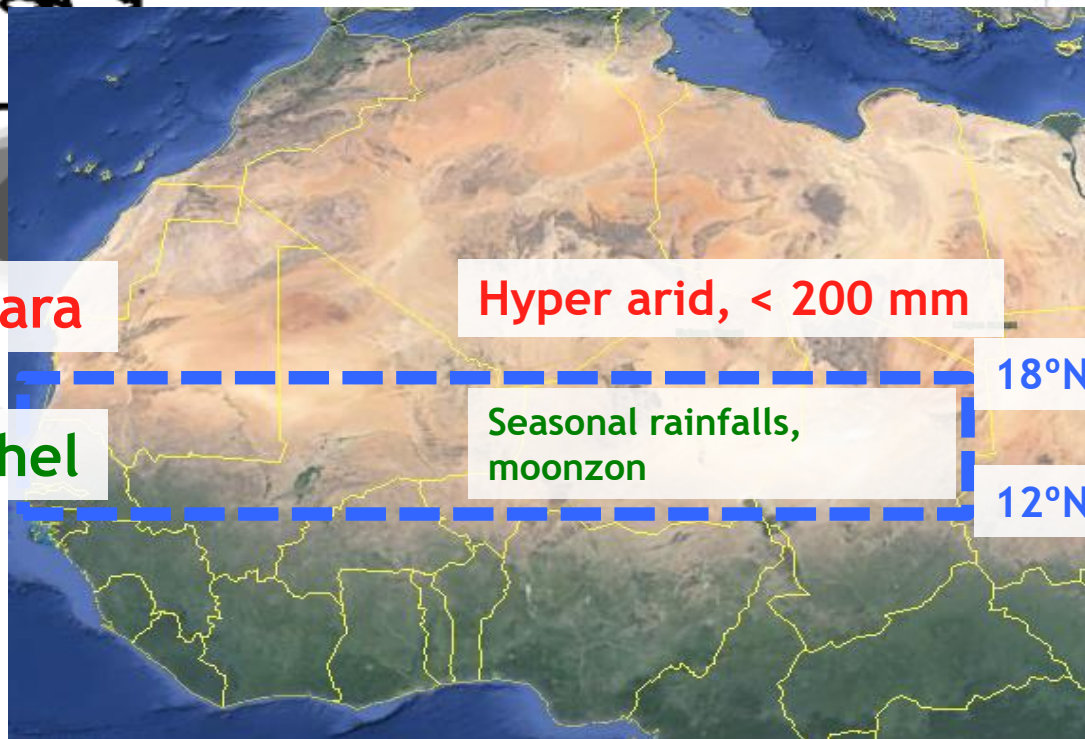 ara
Hyper arid, < 200 mm
18ºN
Seasonal rainfalls,
moonzon
hel
12ºN